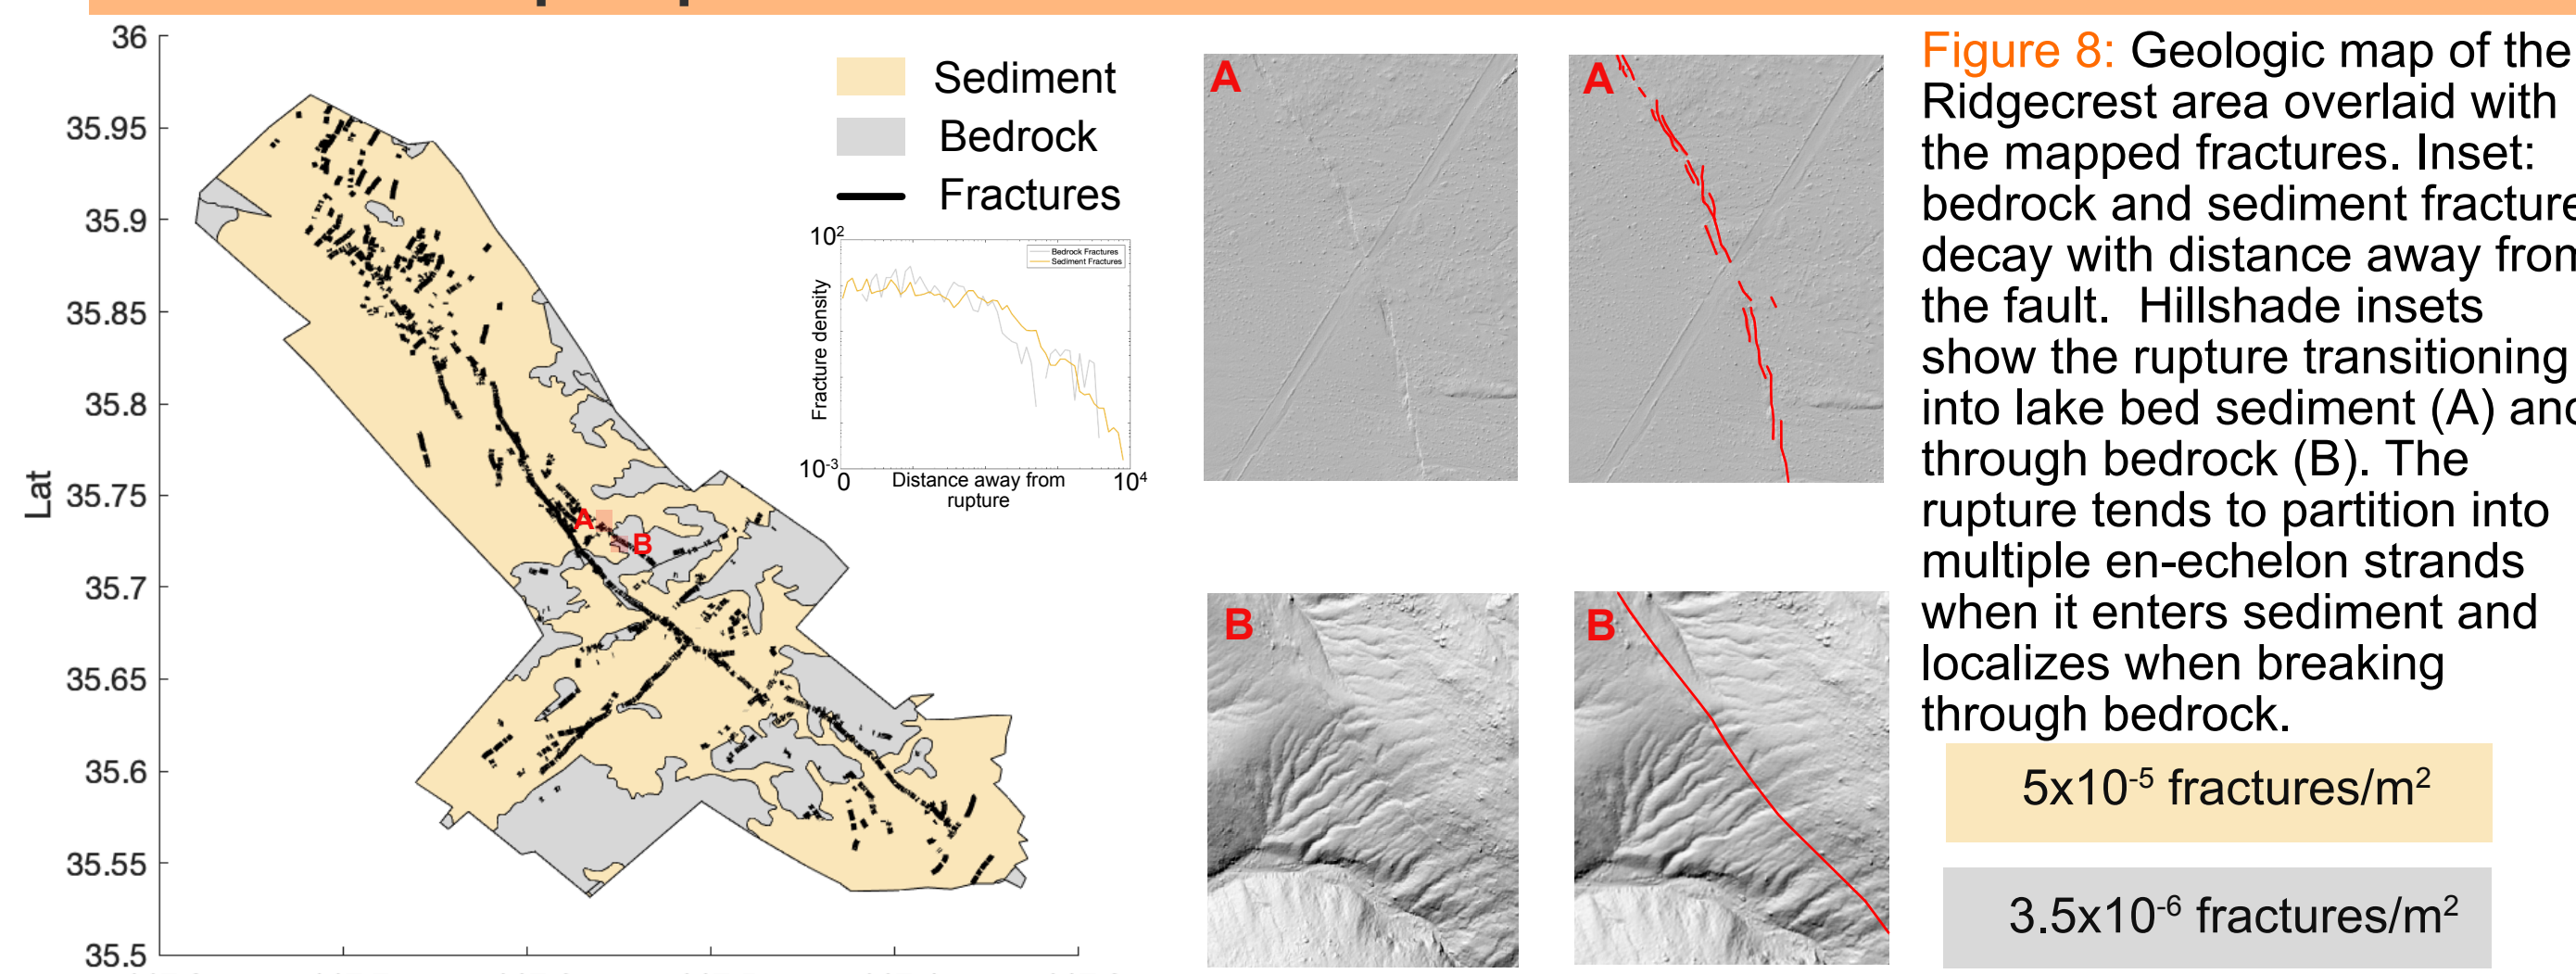 36
35.95
35.9
35.85
35.8
35.75
35.7
35.65
35.6
35.55
35.5
Lat
Sediment
Bedrock
Fractures
10²
Bedrock Fractures
Sediment Fractures
Fracture density
10⁻³
0
Distance away from
rupture
10⁴
A
B
A
A
B
B
Figure 8: Geologic map of the
Ridgecrest area overlaid with
the mapped fractures. Inset:
bedrock and sediment fracture
decay with distance away from
the fault. Hillshade insets
show the rupture transitioning
into lake bed sediment (A) and
through bedrock (B). The
rupture tends to partition into
multiple en-echelon strands
when it enters sediment and
localizes when breaking
through bedrock.
5x10⁻⁵ fractures/m²
3.5x10⁻⁶ fractures/m²